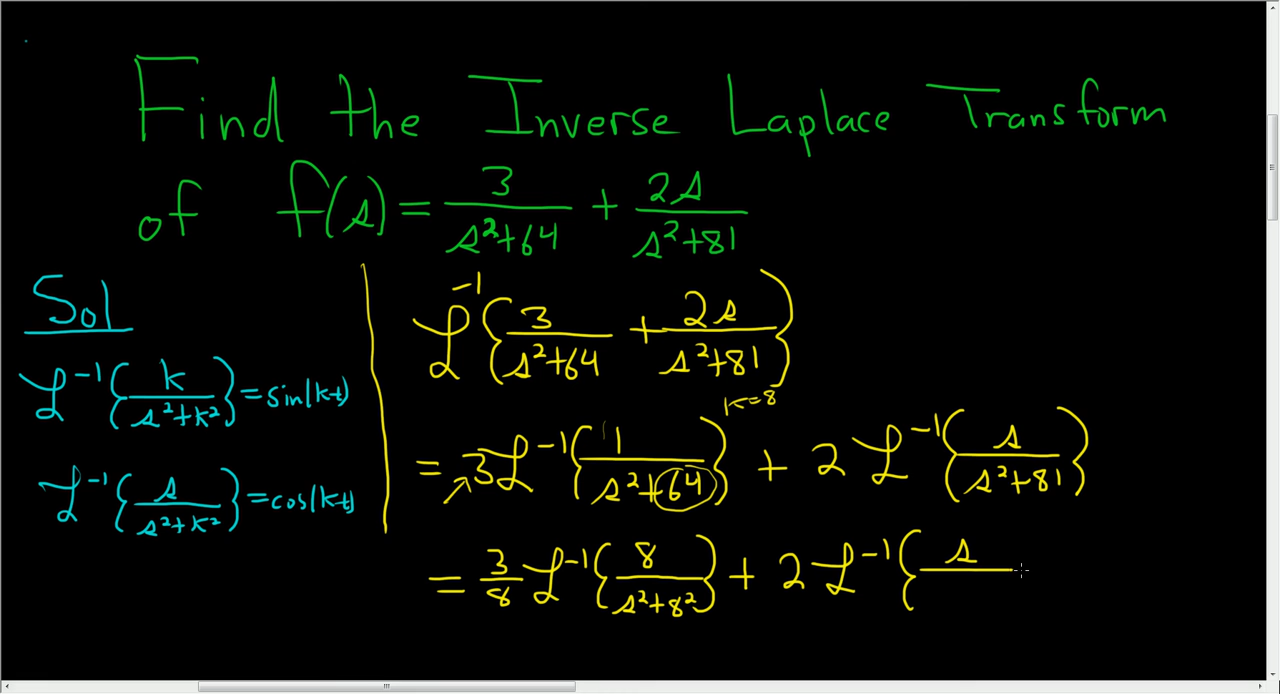 Find the Inverse Laplace Transform
of f(s) = 3/(s²+64) + 2s/(s²+81)
Sol
ℒ⁻¹{k/(s²+k²)} = sin(kt)
ℒ⁻¹{s/(s²+k²)} = cos(kt)
ℒ⁻¹{3/(s²+64) + 2s/(s²+81)}
k=8
= 3ℒ⁻¹{1/(s²+64)} + 2ℒ⁻¹{s/(s²+81)}
= 3/8 ℒ⁻¹{8/(s²+8²)} + 2ℒ⁻¹{s/